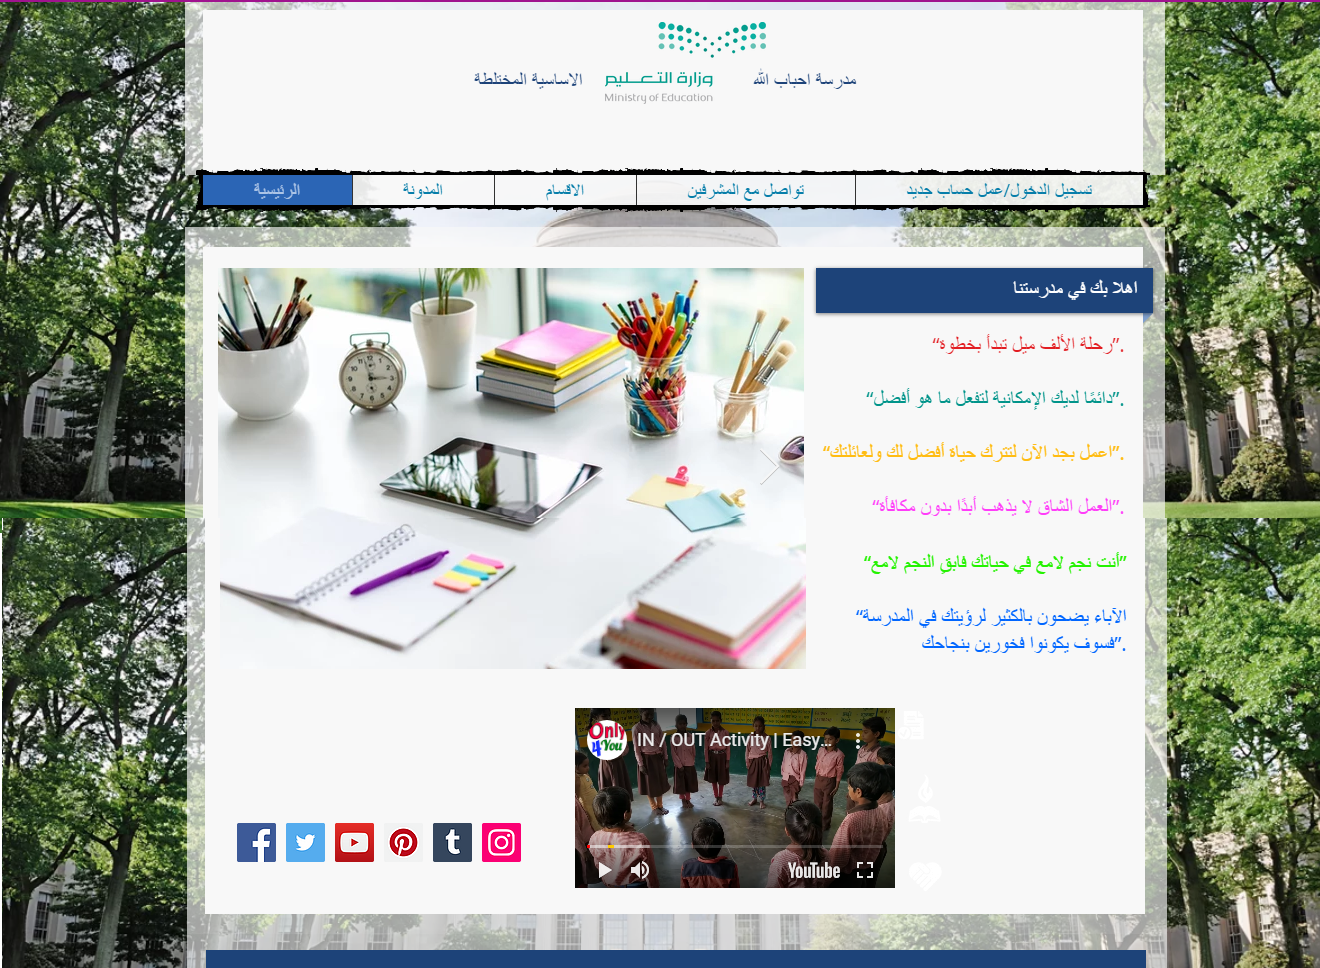 مدرسة احباب الله
وزارة التعليم
Ministry of Education
الاساسية المختلطة
الرئيسية
المدونة
الاقسام
تواصل مع المشرفين
تسجيل الدخول/عمل حساب جديد
اهلا بك في مدرستنا
“رحلة الألف ميل تبدأ بخطوة”.
“دائمًا لديك الإمكانية لتفعل ما هو أفضل”.
“اعمل بجد الآن لتترك حياة أفضل لك ولعائلتك”.
“العمل الشاق لا يذهب أبدًا بدون مكافأة”.
“أنت نجم لامع في حياتك فابقِ النجم لامع”
“الآباء يضحون بالكثير لرؤيتك في المدرسة
فسوف يكونوا فخورين بنجاحك”.
Only
4 You
IN / OUT Activity | Easy...
YouTube